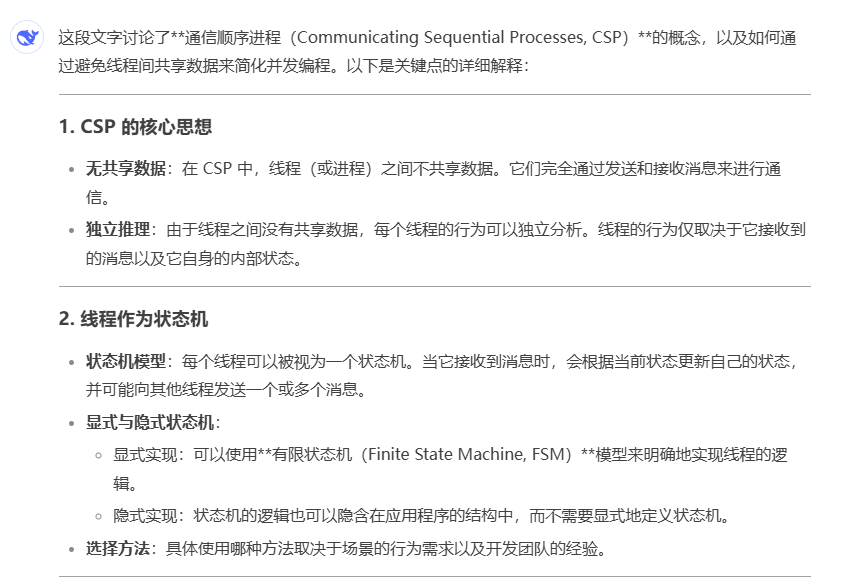 这段文字讨论了**通信顺序进程（Communicating Sequential Processes, CSP）**的概念，以及如何通
过避免线程间共享数据来简化并发编程。以下是关键点的详细解释：
1. CSP 的核心思想
无共享数据：在 CSP 中，线程（或进程）之间不共享数据。它们完全通过发送和接收消息来进行通
信。
独立推理：由于线程之间没有共享数据，每个线程的行为可以独立分析。线程的行为仅取决于它接收到
的消息以及它自身的内部状态。
2. 线程作为状态机
状态机模型：每个线程可以被视为一个状态机。当它接收到消息时，会根据当前状态更新自己的状态，
并可能向其他线程发送一个或多个消息。
显式与隐式状态机：
显式实现：可以使用**有限状态机（Finite State Machine, FSM）**模型来明确地实现线程的逻
辑。
隐式实现：状态机的逻辑也可以隐含在应用程序的结构中，而不需要显式地定义状态机。
选择方法：具体使用哪种方法取决于场景的行为需求以及开发团队的经验。